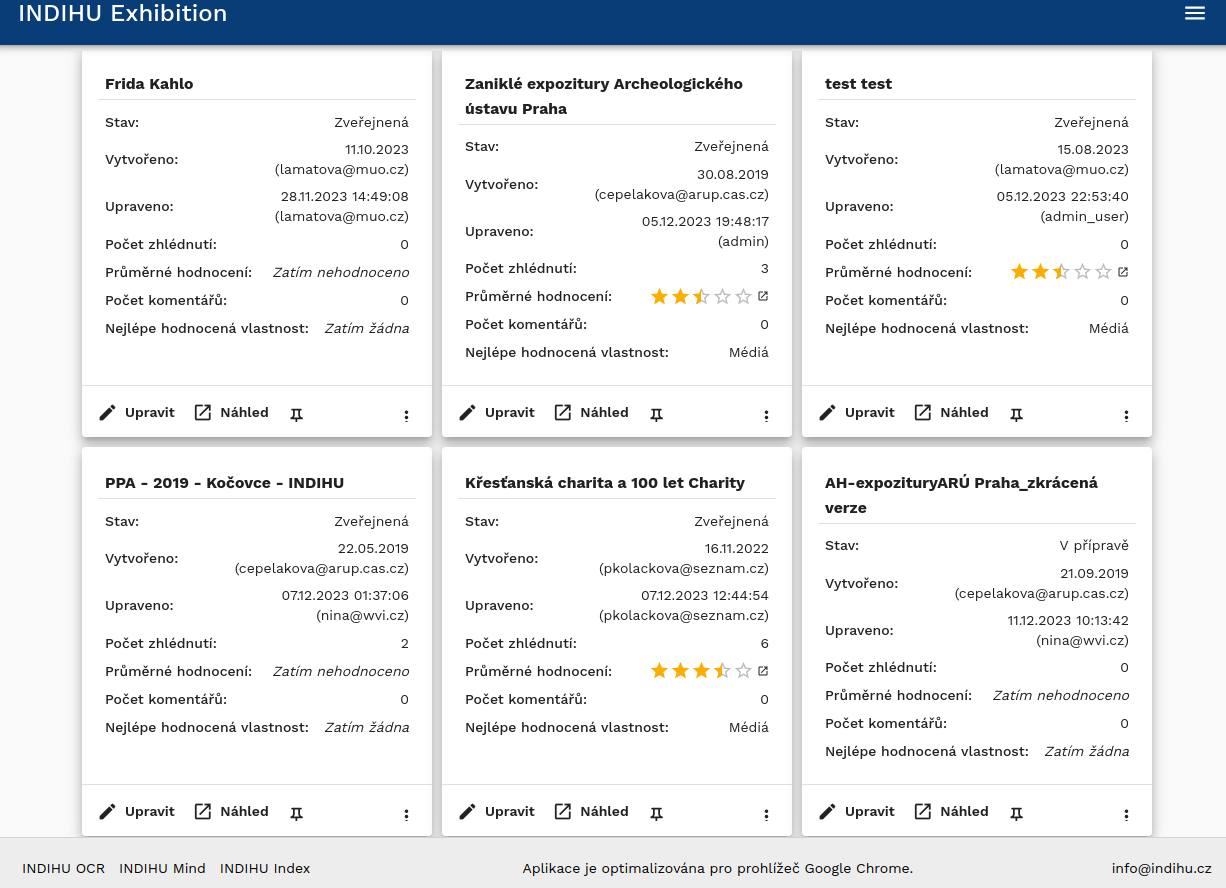 INDIHU Exhibition
Frida Kahlo
Stav: Zveřejnená
Vytvořeno: 11.10.2023
(lamatova@muo.cz)
Upraveno: 28.11.2023 14:49:08
(lamatova@muo.cz)
Počet zhlédnutí: 0
Průměrné hodnocení: Zatím nehodnoceno
Počet komentářů: 0
Nejlépe hodnocená vlastnost: Zatím žádna
Upravit Náhled
Zaniklé expozitury Archeologického
ústavu Praha
Stav: Zveřejnená
Vytvořeno: 30.08.2019
(cepelakova@arup.cas.cz)
Upraveno: 05.12.2023 19:48:17
(admin)
Počet zhlédnutí: 3
Průměrné hodnocení:
Počet komentářů: 0
Nejlépe hodnocená vlastnost: Médiá
Upravit Náhled
test test
Stav: Zveřejnená
Vytvořeno: 15.08.2023
(lamatova@muo.cz)
Upraveno: 05.12.2023 22:53:40
(admin_user)
Počet zhlédnutí: 0
Průměrné hodnocení:
Počet komentářů: 0
Nejlépe hodnocená vlastnost: Médiá
Upravit Náhled
PPA - 2019 - Kočovce - INDIHU
Stav: Zveřejnená
Vytvořeno: 22.05.2019
(cepelakova@arup.cas.cz)
Upraveno: 07.12.2023 01:37:06
(nina@wvi.cz)
Počet zhlédnutí: 2
Průměrné hodnocení: Zatím nehodnoceno
Počet komentářů: 0
Nejlépe hodnocená vlastnost: Zatím žádna
Upravit Náhled
Křesťanská charita a 100 let Charity
Stav: Zveřejnená
Vytvořeno: 16.11.2022
(pkolackova@seznam.cz)
Upraveno: 07.12.2023 12:44:54
(pkolackova@seznam.cz)
Počet zhlédnutí: 6
Průměrné hodnocení:
Počet komentářů: 0
Nejlépe hodnocená vlastnost: Médiá
Upravit Náhled
AH-expozituryARÚ Praha_zkrácená
verze
Stav: V přípravě
Vytvořeno: 21.09.2019
(cepelakova@arup.cas.cz)
Upraveno: 11.12.2023 10:13:42
(nina@wvi.cz)
Počet zhlédnutí: 0
Průměrné hodnocení: Zatím nehodnoceno
Počet komentářů: 0
Nejlépe hodnocená vlastnost: Zatím žádna
Upravit Náhled
INDIHU OCR INDIHU Mind INDIHU Index Aplikace je optimalizována pro prohlížeč Google Chrome. info@indihu.cz